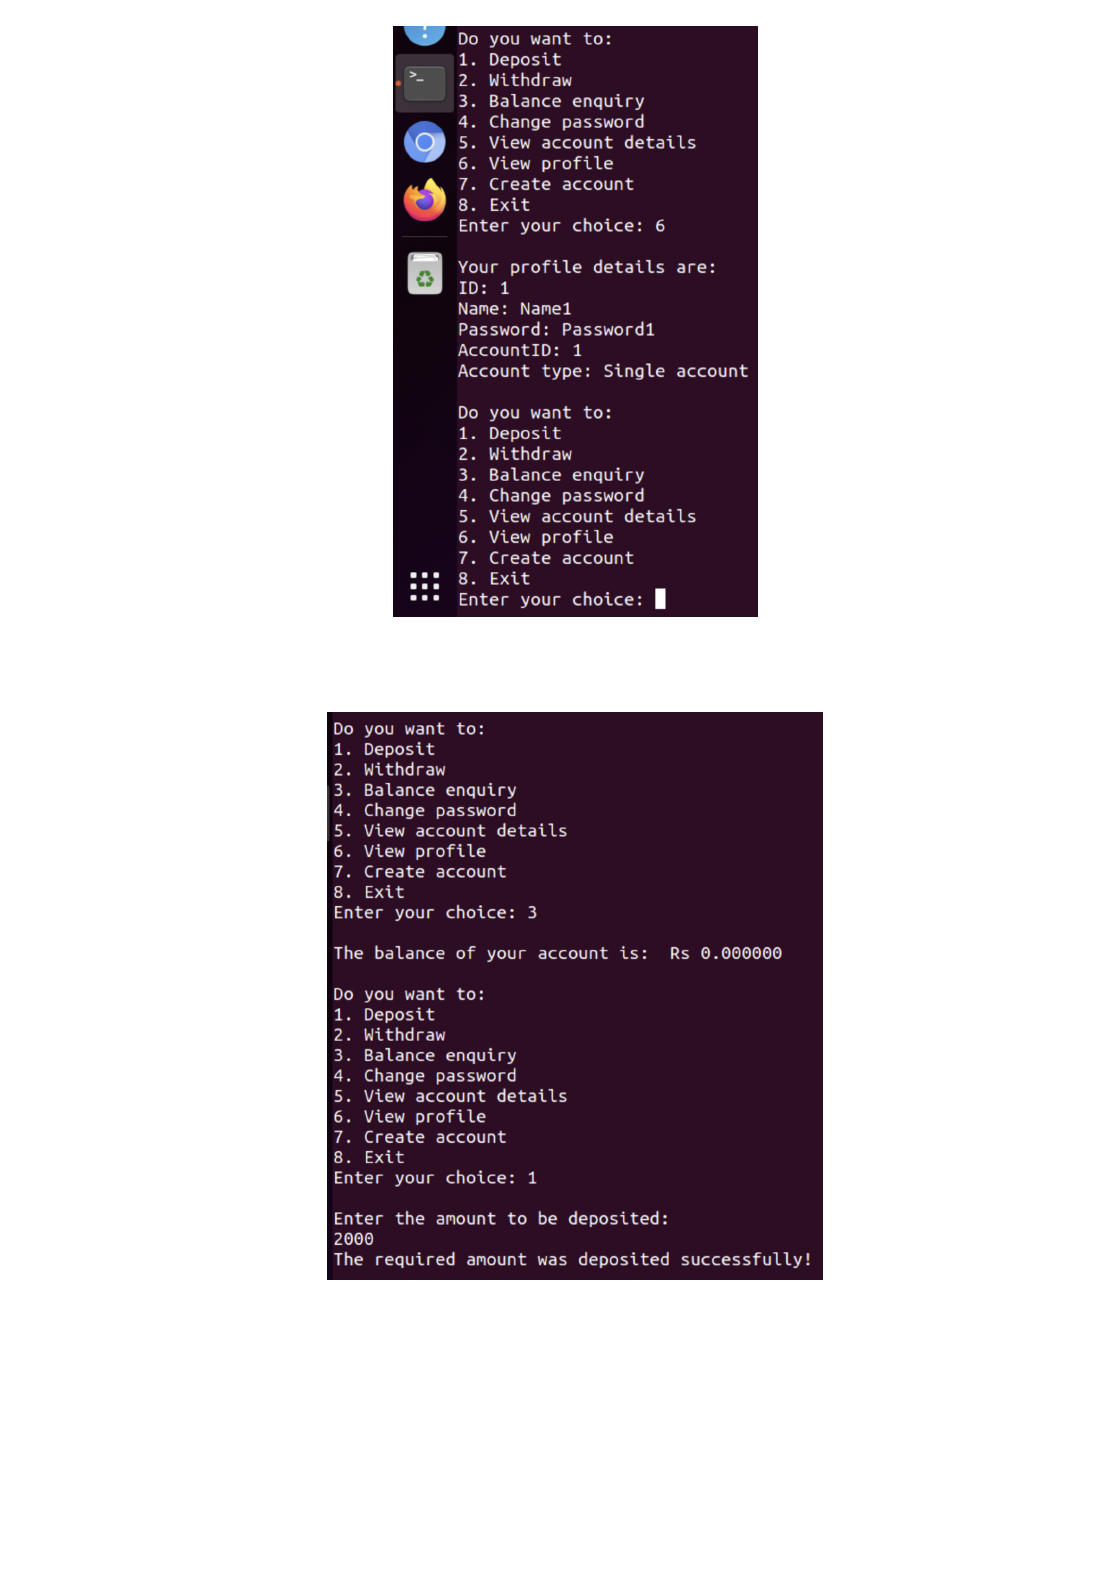 Do you want to:
1. Deposit
2. Withdraw
3. Balance enquiry
4. Change password
5. View account details
6. View profile
7. Create account
8. Exit
Enter your choice: 6
Your profile details are:
ID: 1
Name: Name1
Password: Password1
AccountID: 1
Account type: Single account
Do you want to:
1. Deposit
2. Withdraw
3. Balance enquiry
4. Change password
5. View account details
6. View profile
7. Create account
8. Exit
Enter your choice:
Do you want to:
1. Deposit
2. Withdraw
3. Balance enquiry
4. Change password
5. View account details
6. View profile
7. Create account
8. Exit
Enter your choice: 3
The balance of your account is:  Rs 0.000000
Do you want to:
1. Deposit
2. Withdraw
3. Balance enquiry
4. Change password
5. View account details
6. View profile
7. Create account
8. Exit
Enter your choice: 1
Enter the amount to be deposited:
2000
The required amount was deposited successfully!